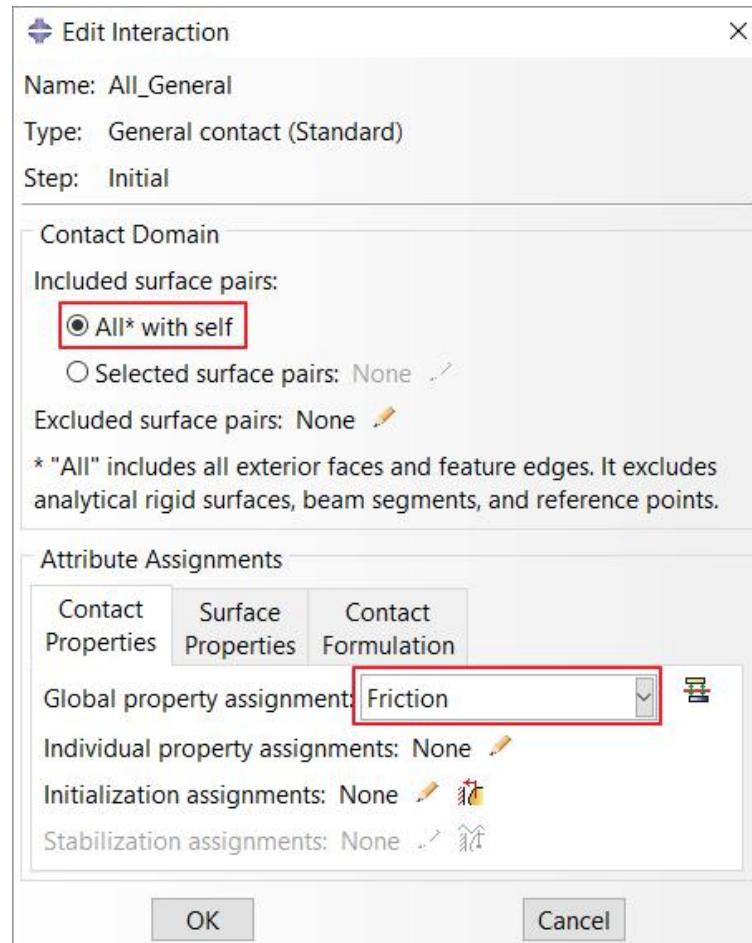 Edit Interaction
Name: All_General
Type: General contact (Standard)
Step: Initial
Contact Domain
Included surface pairs:
All* with self
Selected surface pairs: None
Excluded surface pairs: None
* "All" includes all exterior faces and feature edges. It excludes
analytical rigid surfaces, beam segments, and reference points.
Attribute Assignments
Contact Properties
Surface Properties
Contact Formulation
Global property assignment: Friction
Individual property assignments: None
Initialization assignments: None
Stabilization assignments: None
OK
Cancel